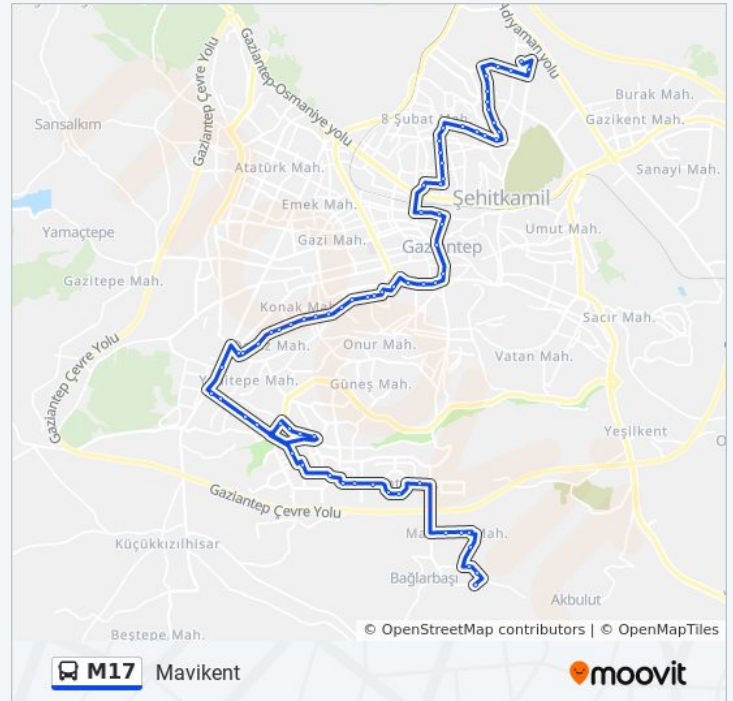 Adıyaman yolu
Gaziantep Çevre Yolu
Gaziantep-Osmaniye yolu
Burak Mah.
Sarısalkım
8 Şubat Mah.
Gazikent Mah.
Atatürk Mah.
Sanayi Mah.
Emek Mah.
Şehitkamil
Yamaçtepe
Gazi Mah.
Gaziantep
Umut Mah.
Gazitepe Mah.
Konak Mah.
Sacır Mah.
Onur Mah.
Vatan Mah.
Gaziantep Çevre Yolu
Güneş Mah.
Yeşilkent
Gaziantep Çevre Yolu
Küçükkızılhisar
Bağlarbaşı
Akbulut
Beştepe Mah.
© OpenStreetMap contributors | © OpenMapTiles
M17 Mavikent
moovit